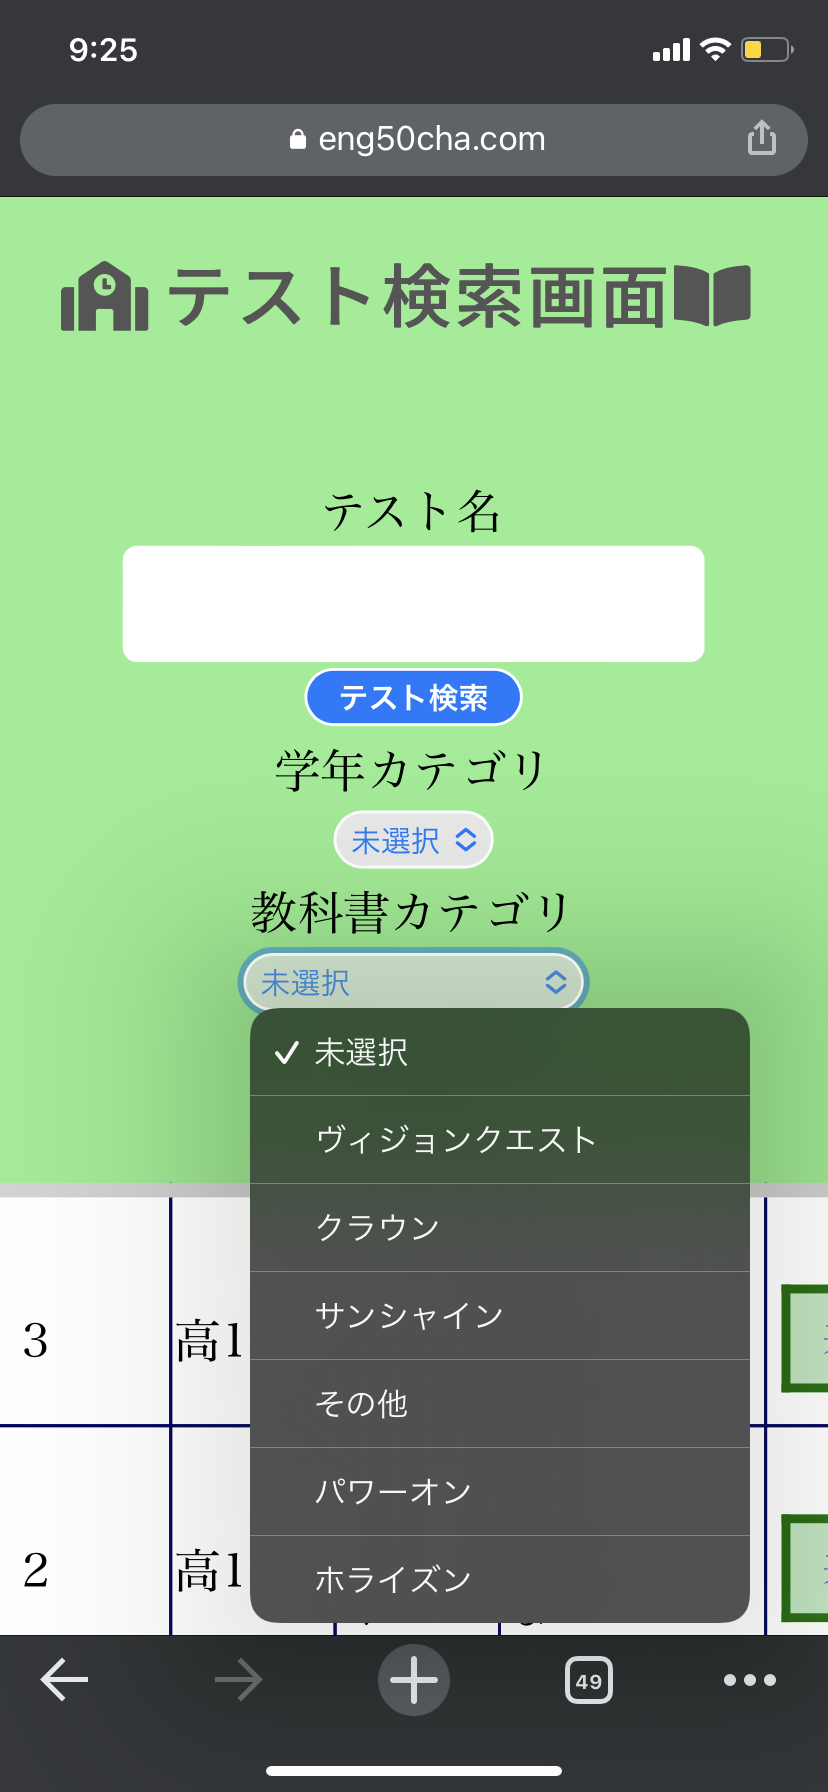 9:25
eng50cha.com
テスト検索画面
テスト名
テスト検索
学年カテゴリ
未選択
教科書カテゴリ
未選択
未選択
ヴィジョンクエスト
クラウン
サンシャイン
その他
パワーオン
ホライズン
3 高1
2 高1
49